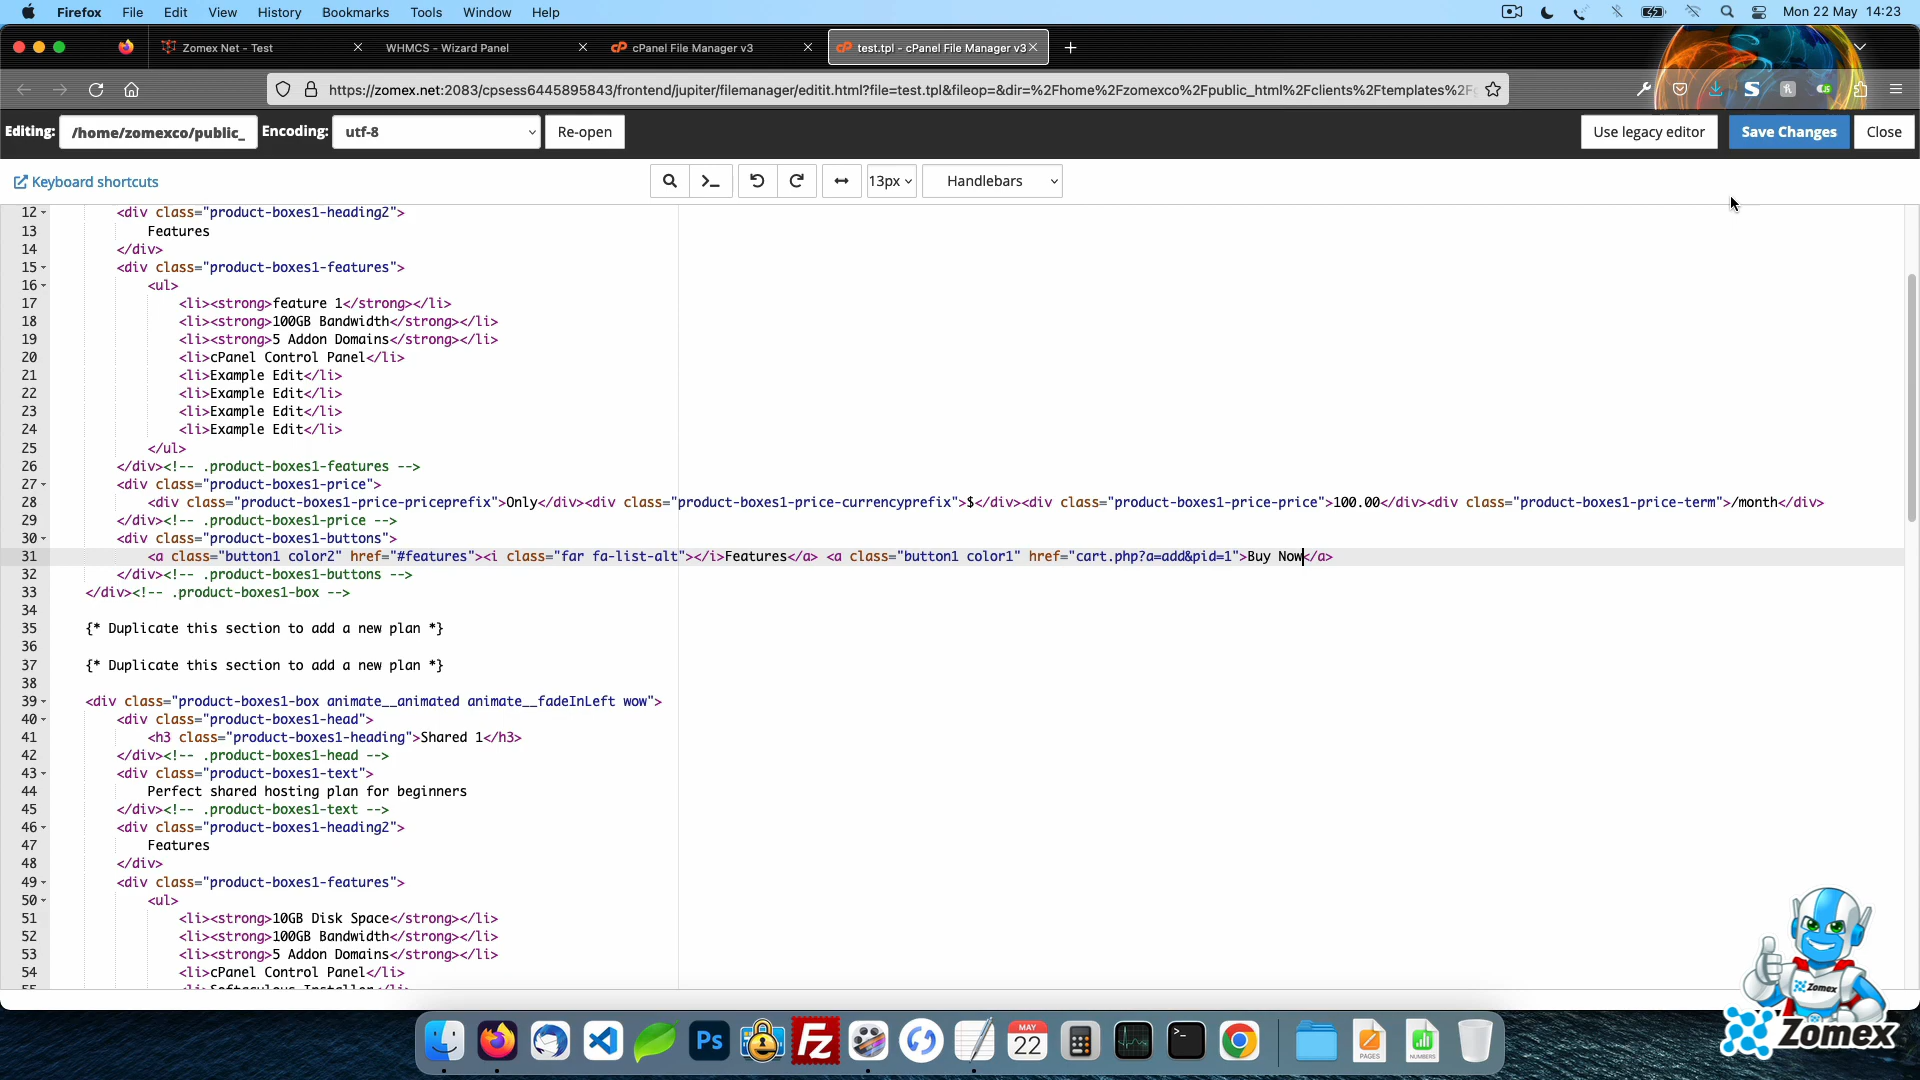 Firefox File Edit View History Bookmarks Tools Window Help
Mon 22 May 14:23
Zomex Net - Test
WHMCS - Wizard Panel
cPanel File Manager v3
test.tpl - cPanel File Manager v3
https://zomex.net:2083/cpsess6445895843/frontend/jupiter/filemanager/editit.html?file=test.tpl&fileop=&dir=%2Fhome%2Fzomexco%2Fpublic_html%2Fclients%2Ftemplates%2F
Editing: /home/zomexco/public_ Encoding: utf-8 Re-open Use legacy editor Save Changes Close
Keyboard shortcuts 13px Handlebars
12 <div class="product-boxes1-heading2">
13 Features
14 </div>
15 <div class="product-boxes1-features">
16 <ul>
17 <li><strong>feature 1</strong></li>
18 <li><strong>100GB Bandwidth</strong></li>
19 <li><strong>5 Addon Domains</strong></li>
20 <li>cPanel Control Panel</li>
21 <li>Example Edit</li>
22 <li>Example Edit</li>
23 <li>Example Edit</li>
24 <li>Example Edit</li>
25 </ul>
26 </div><!-- .product-boxes1-features -->
27 <div class="product-boxes1-price">
28 <div class="product-boxes1-price-priceprefix">Only</div><div class="product-boxes1-price-currencyprefix">$</div><div class="product-boxes1-price-price">100.00</div><div class="product-boxes1-price-term">/month</div>
29 </div><!-- .product-boxes1-price -->
30 <div class="product-boxes1-buttons">
31 <a class="button1 color2" href="#features"><i class="far fa-list-alt"></i>Features</a> <a class="button1 color1" href="cart.php?a=add&pid=1">Buy Now</a>
32 </div><!-- .product-boxes1-buttons -->
33 </div><!-- .product-boxes1-box -->
34
35 {* Duplicate this section to add a new plan *}
36
37 {* Duplicate this section to add a new plan *}
38
39 <div class="product-boxes1-box animate__animated animate__fadeInLeft wow">
40 <div class="product-boxes1-head">
41 <h3 class="product-boxes1-heading">Shared 1</h3>
42 </div><!-- .product-boxes1-head -->
43 <div class="product-boxes1-text">
44 Perfect shared hosting plan for beginners
45 </div><!-- .product-boxes1-text -->
46 <div class="product-boxes1-heading2">
47 Features
48 </div>
49 <div class="product-boxes1-features">
50 <ul>
51 <li><strong>10GB Disk Space</strong></li>
52 <li><strong>100GB Bandwidth</strong></li>
53 <li><strong>5 Addon Domains</strong></li>
54 <li>cPanel Control Panel</li>
55 <li>Softaculous Installer</li>
Zomex
Zomex
MAY
22
PAGES
NUMBERS
Ps
Fz